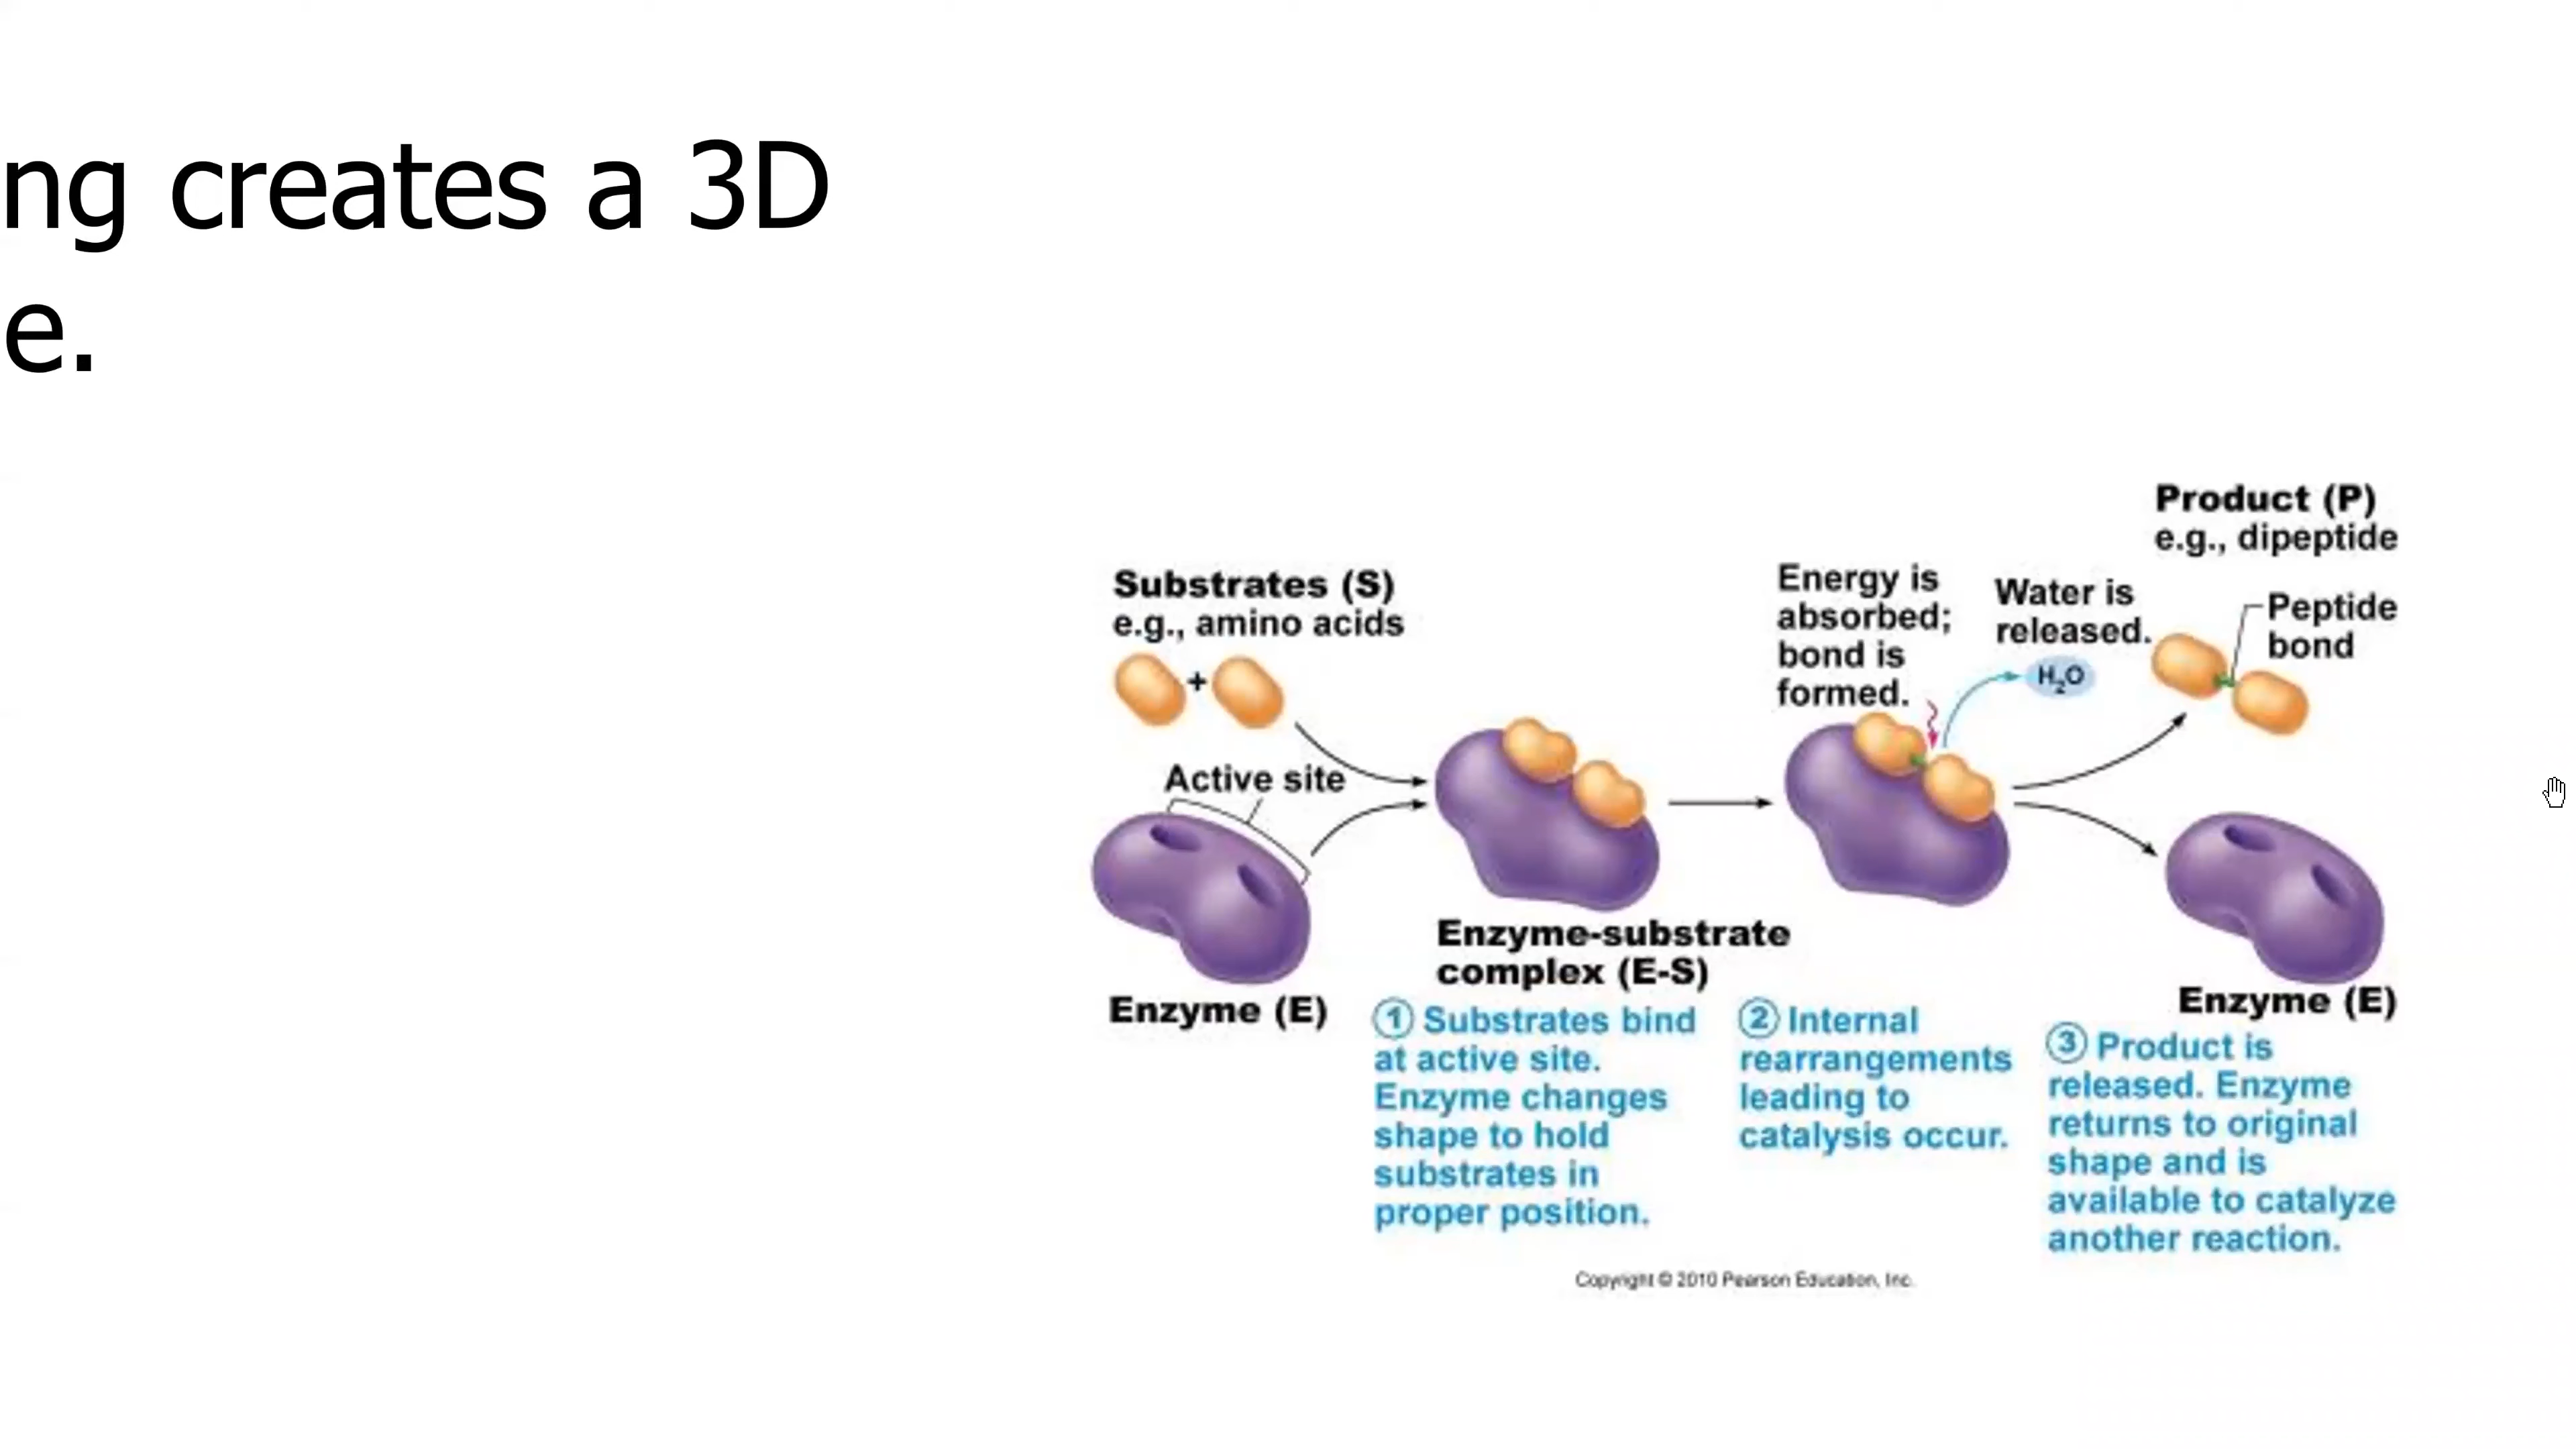 ng creates a 3D
e.
Substrates (S)
e.g., amino acids
+
Active site
Enzyme (E)
Enzyme-substrate
complex (E-S)
① Substrates bind
at active site.
Enzyme changes
shape to hold
substrates in
proper position.
Energy is
absorbed;
bond is
formed.
Water is
released.
H₂O
② Internal
rearrangements
leading to
catalysis occur.
Product (P)
e.g., dipeptide
Peptide
bond
Enzyme (E)
③ Product is
released. Enzyme
returns to original
shape and is
available to catalyze
another reaction.
Copyright © 2010 Pearson Education, Inc.